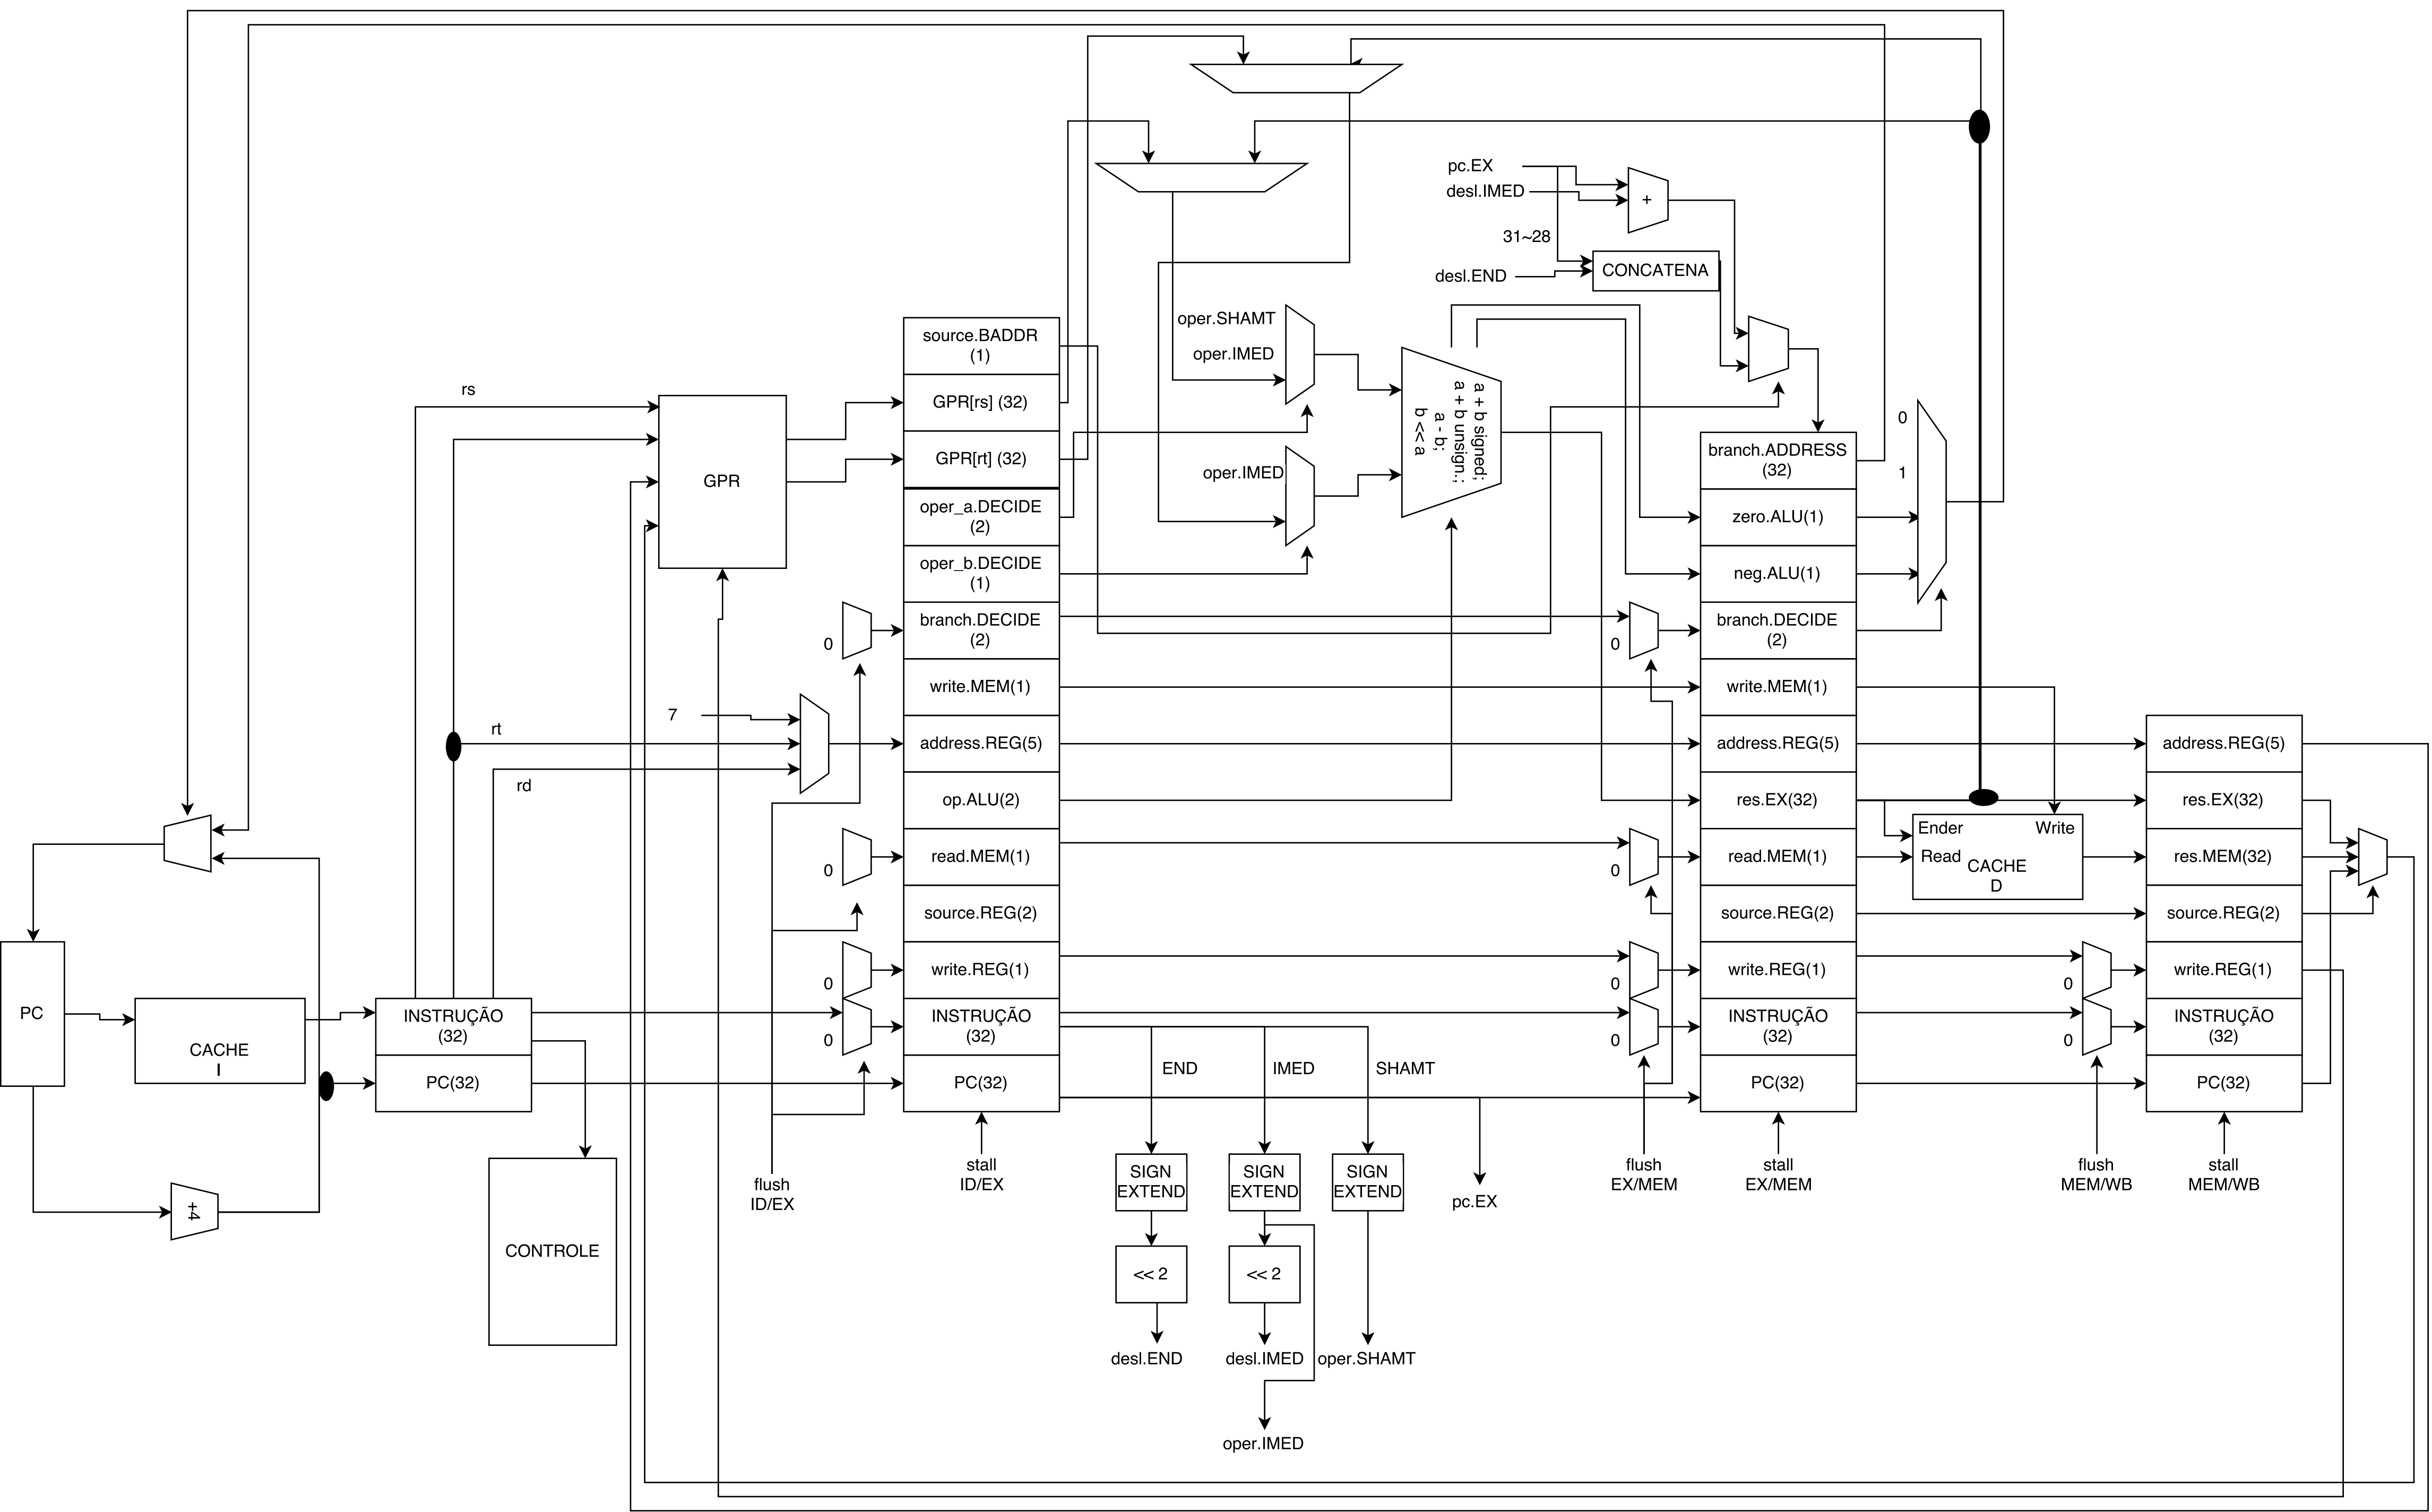 pc.EX
desl.IMED
+
31~28
desl.END
CONCATENA
rs
GPR
source.BADDR
(1)
GPR[rs] (32)
GPR[rt] (32)
oper_a.DECIDE
(2)
oper_b.DECIDE
(1)
branch.DECIDE
(2)
write.MEM(1)
address.REG(5)
op.ALU(2)
read.MEM(1)
source.REG(2)
write.REG(1)
INSTRUÇÃO
(32)
PC(32)
oper.SHAMT
oper.IMED
oper.IMED
a + b signed;
a + b unsign.;
a - b;
b << a
branch.ADDRESS
(32)
zero.ALU(1)
neg.ALU(1)
branch.DECIDE
(2)
write.MEM(1)
address.REG(5)
res.EX(32)
read.MEM(1)
source.REG(2)
write.REG(1)
INSTRUÇÃO
(32)
PC(32)
0
1
0
0
0
0
7
rt
rd
0
0
0
0
Ender
Write
Read
CACHE
D
address.REG(5)
res.EX(32)
res.MEM(32)
source.REG(2)
write.REG(1)
INSTRUÇÃO
(32)
PC(32)
0
0
PC
CACHE
I
INSTRUÇÃO
(32)
PC(32)
+4
CONTROLE
flush
ID/EX
stall
ID/EX
END
IMED
SHAMT
SIGN
EXTEND
SIGN
EXTEND
SIGN
EXTEND
pc.EX
flush
EX/MEM
stall
EX/MEM
flush
MEM/WB
stall
MEM/WB
<< 2
<< 2
desl.END
desl.IMED
oper.SHAMT
oper.IMED